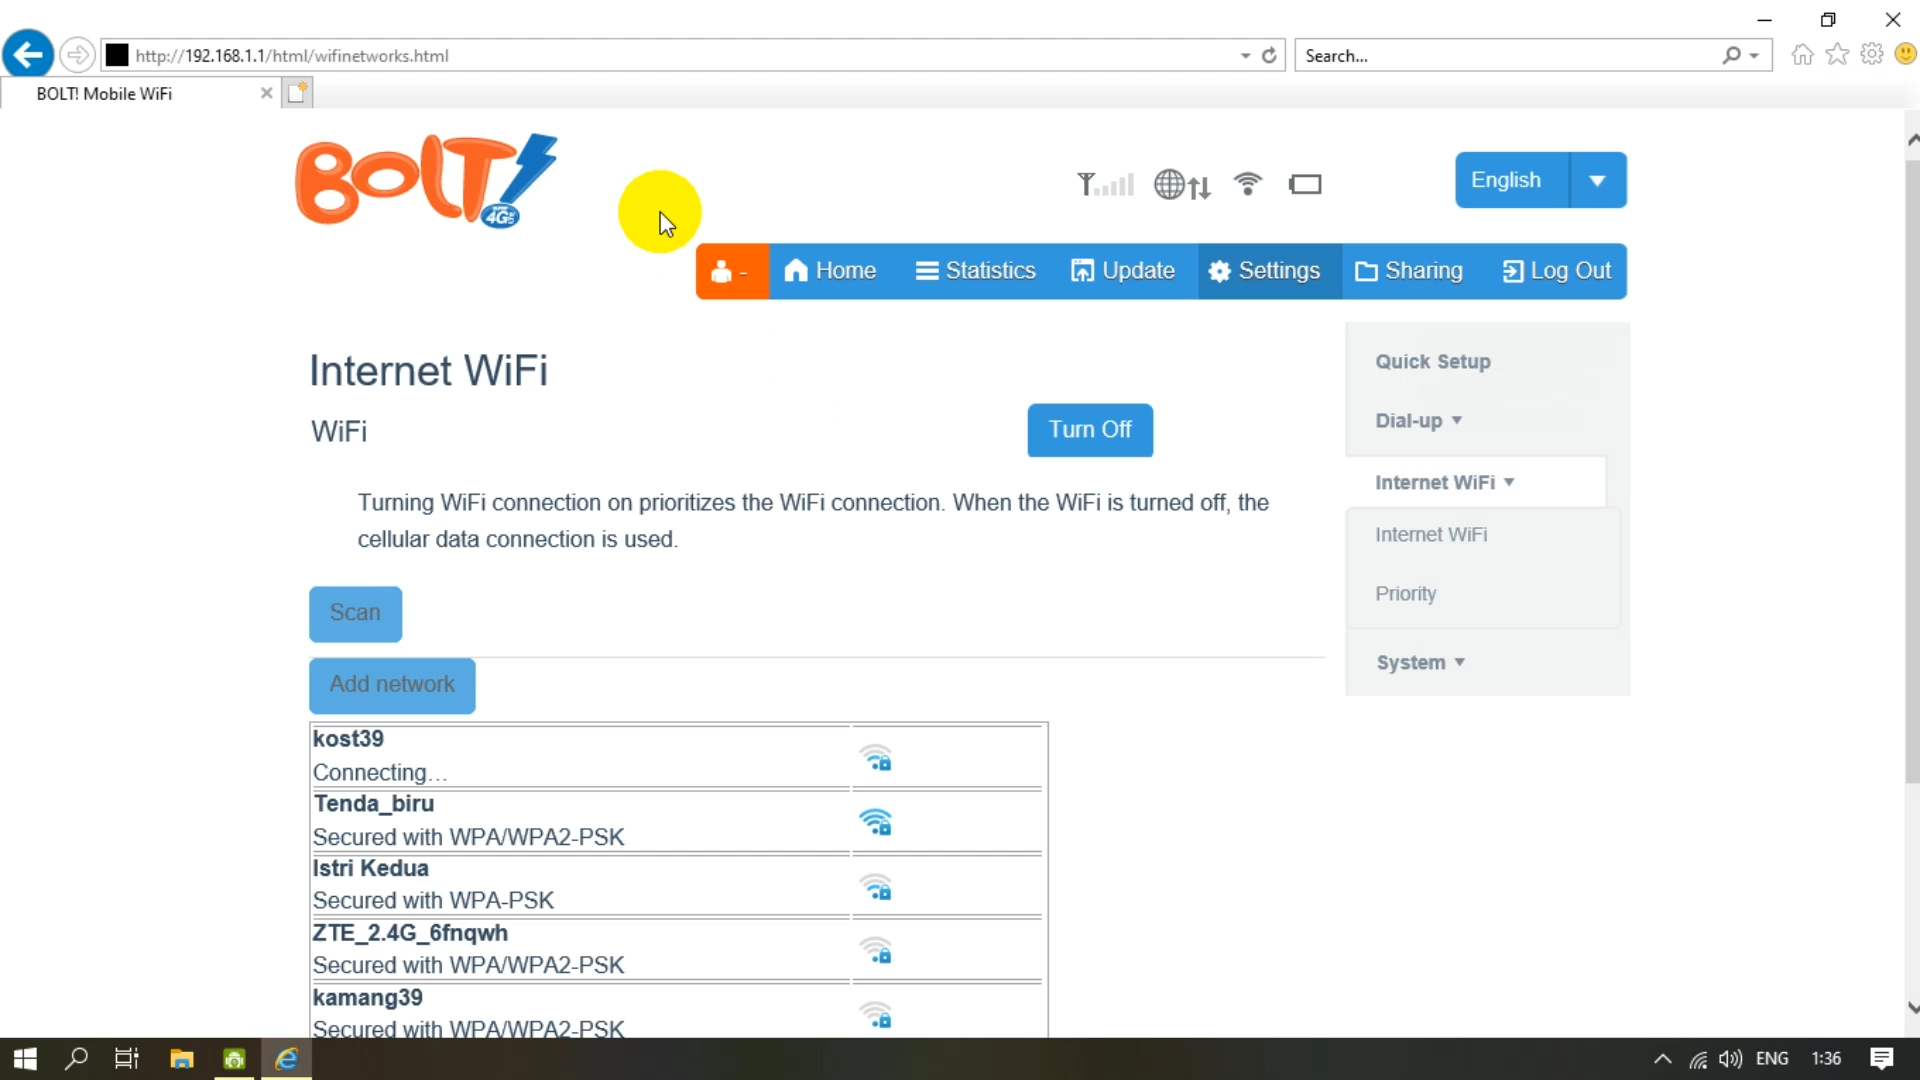 http://192.168.1.1/html/wifinetworks.html
Search...
BOLT! Mobile WiFi
BOLT!
SUPER 4G
English
-
Home
Statistics
Update
Settings
Sharing
Log Out
Internet WiFi
WiFi
Turn Off
Turning WiFi connection on prioritizes the WiFi connection. When the WiFi is turned off, the
cellular data connection is used.
Scan
Add network
kost39
Connecting...
Tenda_biru
Secured with WPA/WPA2-PSK
Istri Kedua
Secured with WPA-PSK
ZTE_2.4G_6fnqwh
Secured with WPA/WPA2-PSK
kamang39
Secured with WPA/WPA2-PSK
Quick Setup
Dial-up
Internet WiFi
Internet WiFi
Priority
System
ENG
1:36